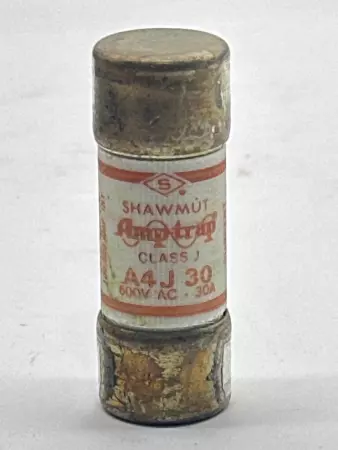 S
SHAWMUT
Amp-trap
CLASS J
A4J 30
600V AC - 30A